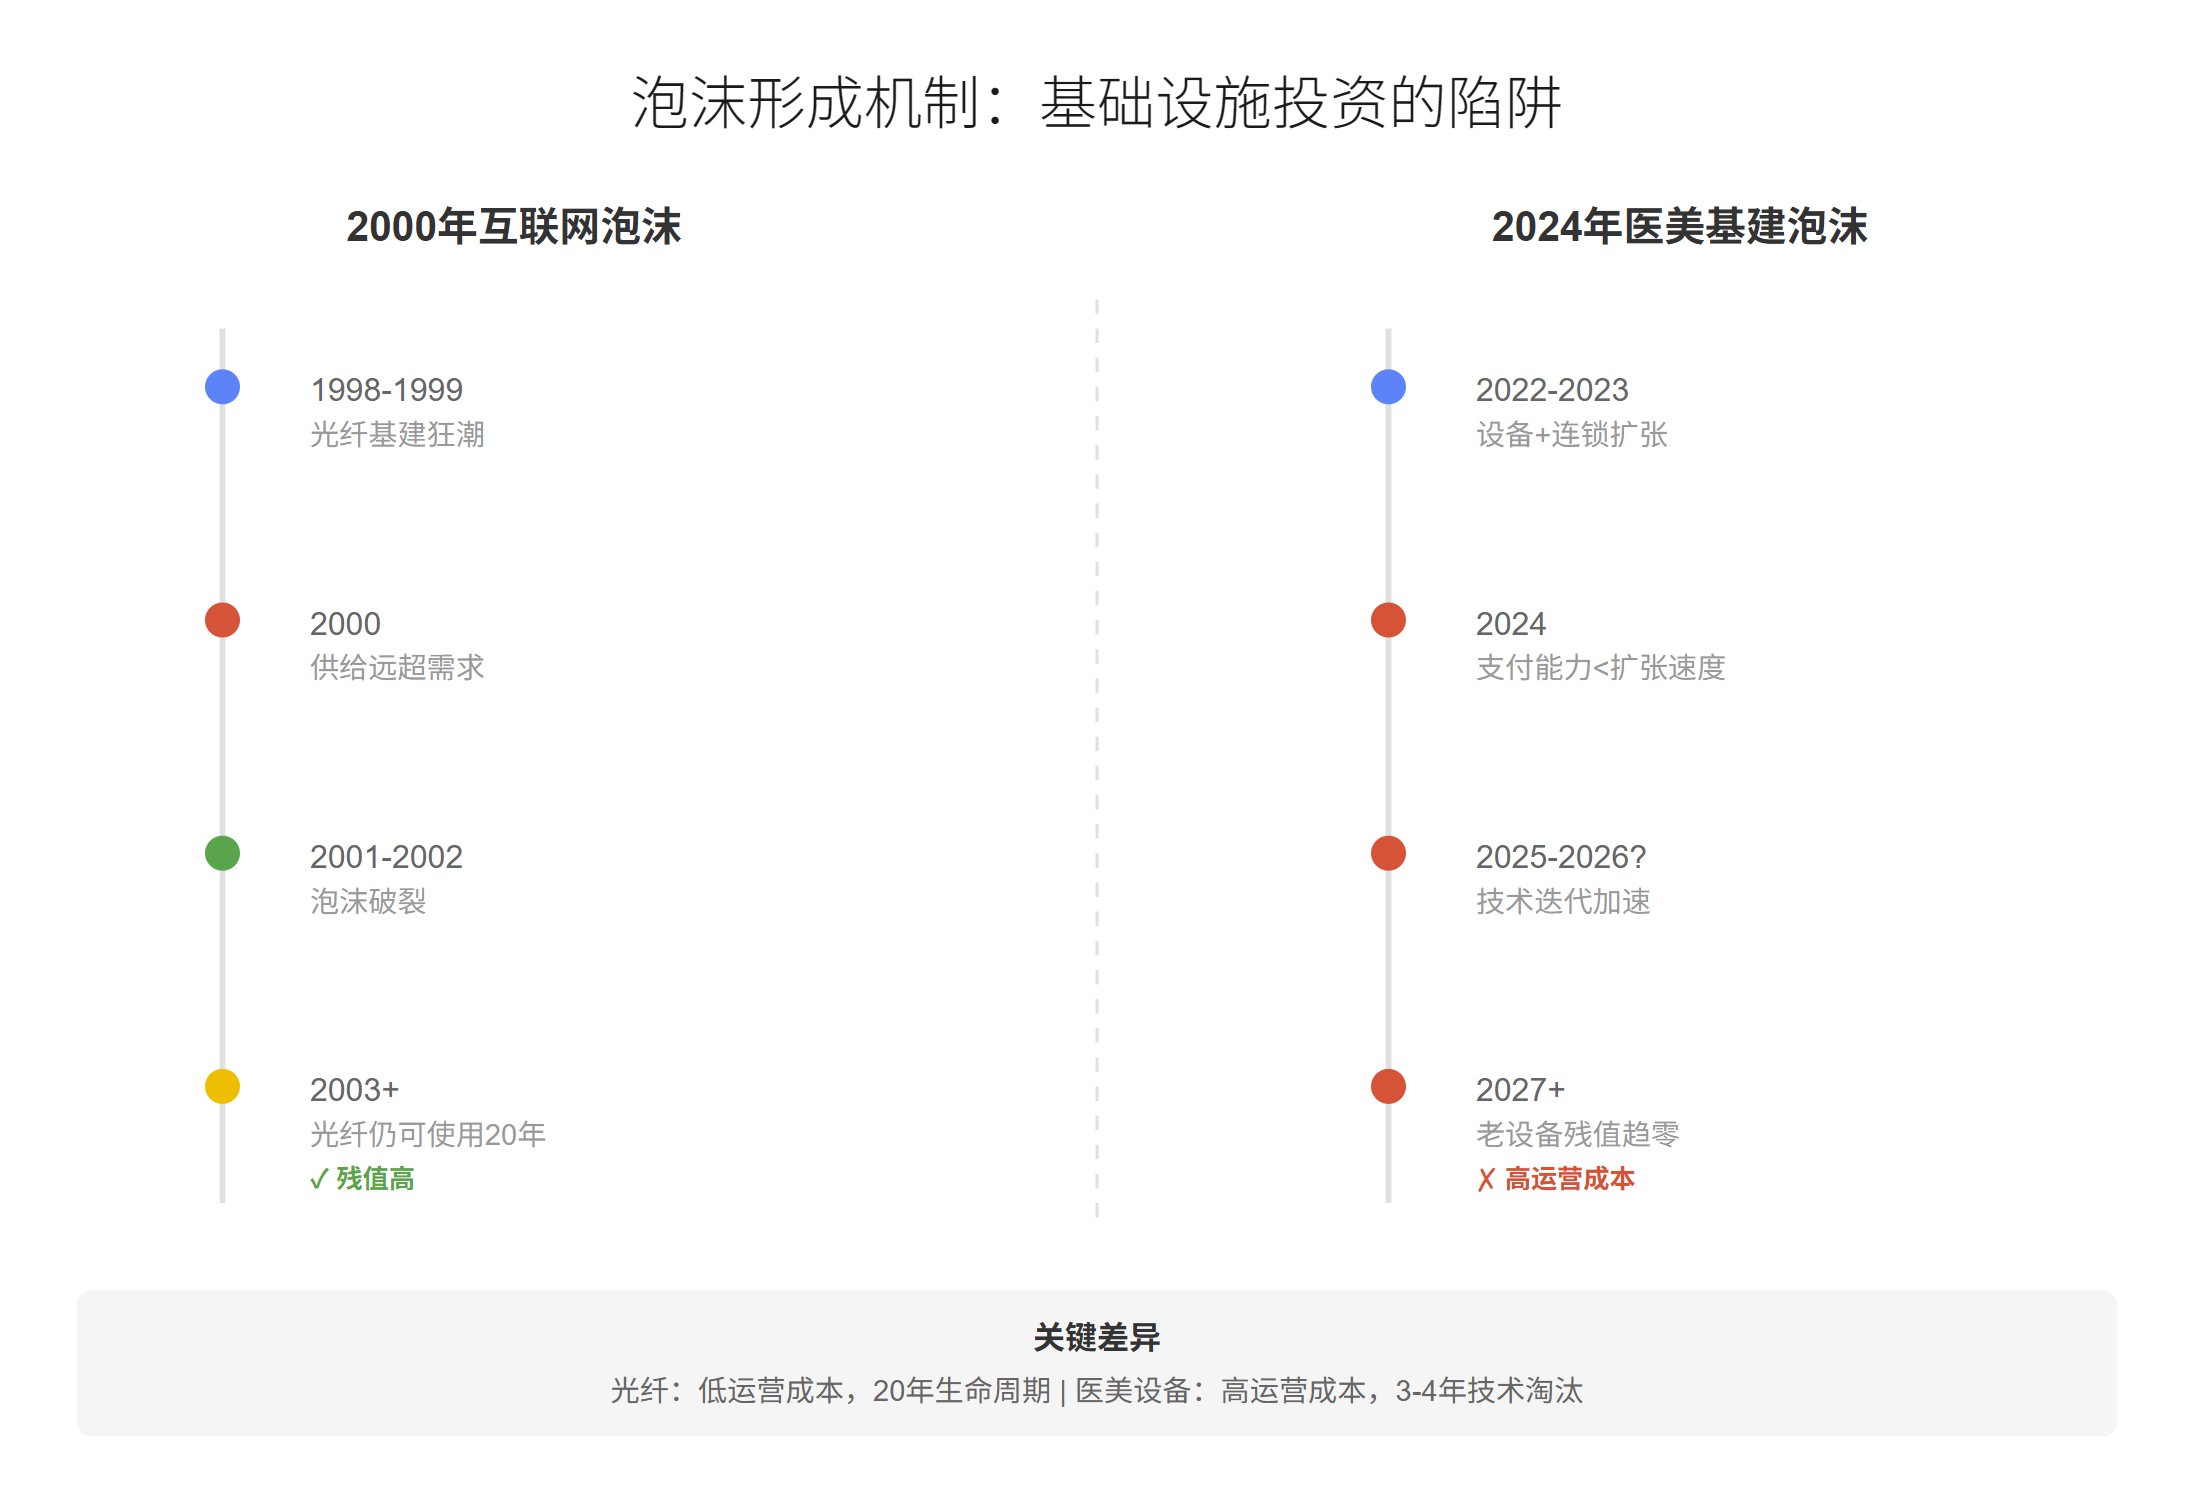 泡沫形成机制：基础设施投资的陷阱
2000年互联网泡沫
1998-1999
光纤基建狂潮
2000
供给远超需求
2001-2002
泡沫破裂
2003+
光纤仍可使用20年
✓ 残值高
2024年医美基建泡沫
2022-2023
设备+连锁扩张
2024
支付能力<扩张速度
2025-2026?
技术迭代加速
2027+
老设备残值趋零
✗ 高运营成本
关键差异
光纤：低运营成本，20年生命周期 | 医美设备：高运营成本，3-4年技术淘汰